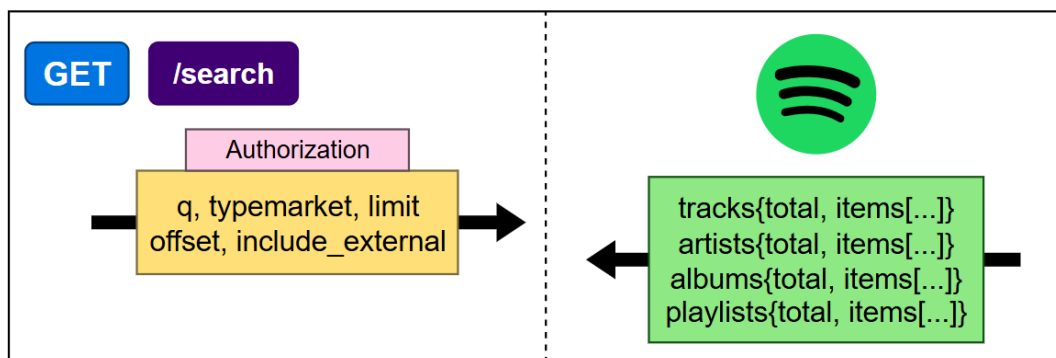 GET
/search
Authorization
q, typemarket, limit
offset, include_external
tracks{total, items[...]}
artists{total, items[...]}
albums{total, items[...]}
playlists{total, items[...]}